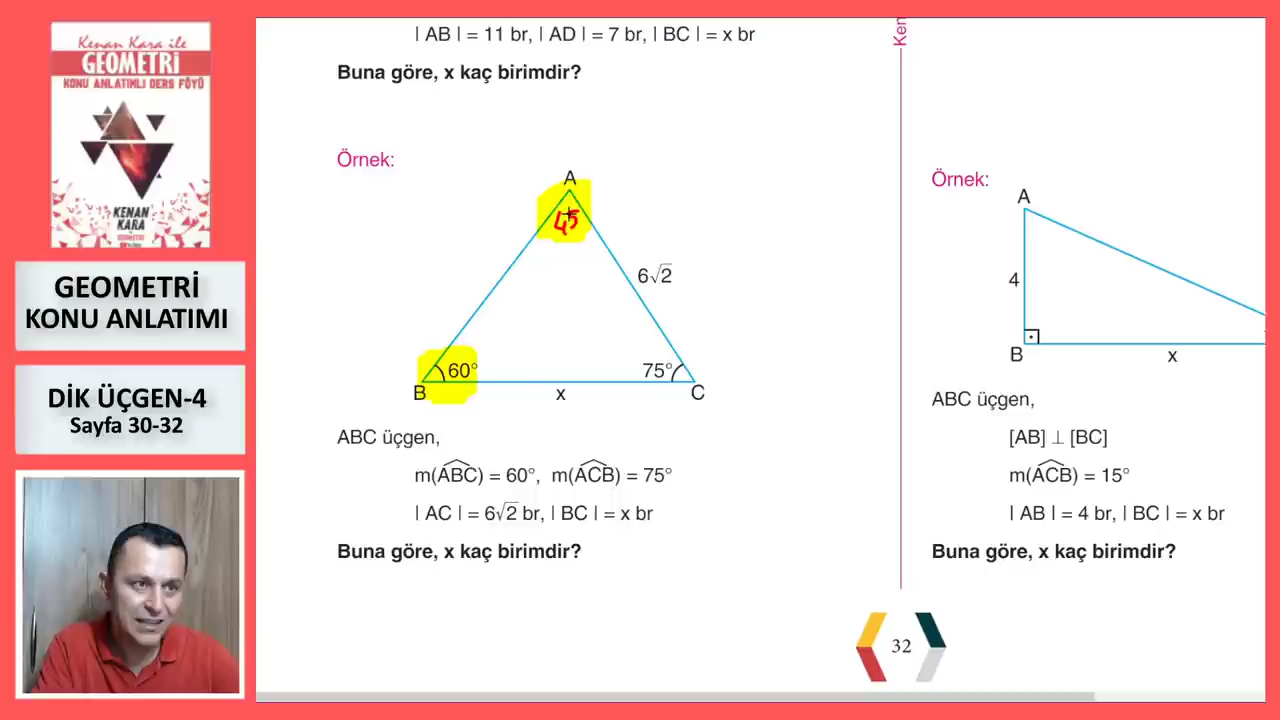 Kenan Kara ile
GEOMETRİ
KONU ANLATIMLI DERS FÖYÜ
KENAN
KARA
GEOMETRİ
KONU ANLATIMI
DİK ÜÇGEN-4
Sayfa 30-32
| AB | = 11 br, | AD | = 7 br, | BC | = x br
Buna göre, x kaç birimdir?
Örnek:
A
45
6√2
60°
75°
B
x
C
ABC üçgen,
m(ABC) = 60°, m(ACB) = 75°
| AC | = 6√2 br, | BC | = x br
Buna göre, x kaç birimdir?
Ken
Örnek:
A
4
B
x
ABC üçgen,
[AB] ⊥ [BC]
m(ACB) = 15°
| AB | = 4 br, | BC | = x br
Buna göre, x kaç birimdir?
32